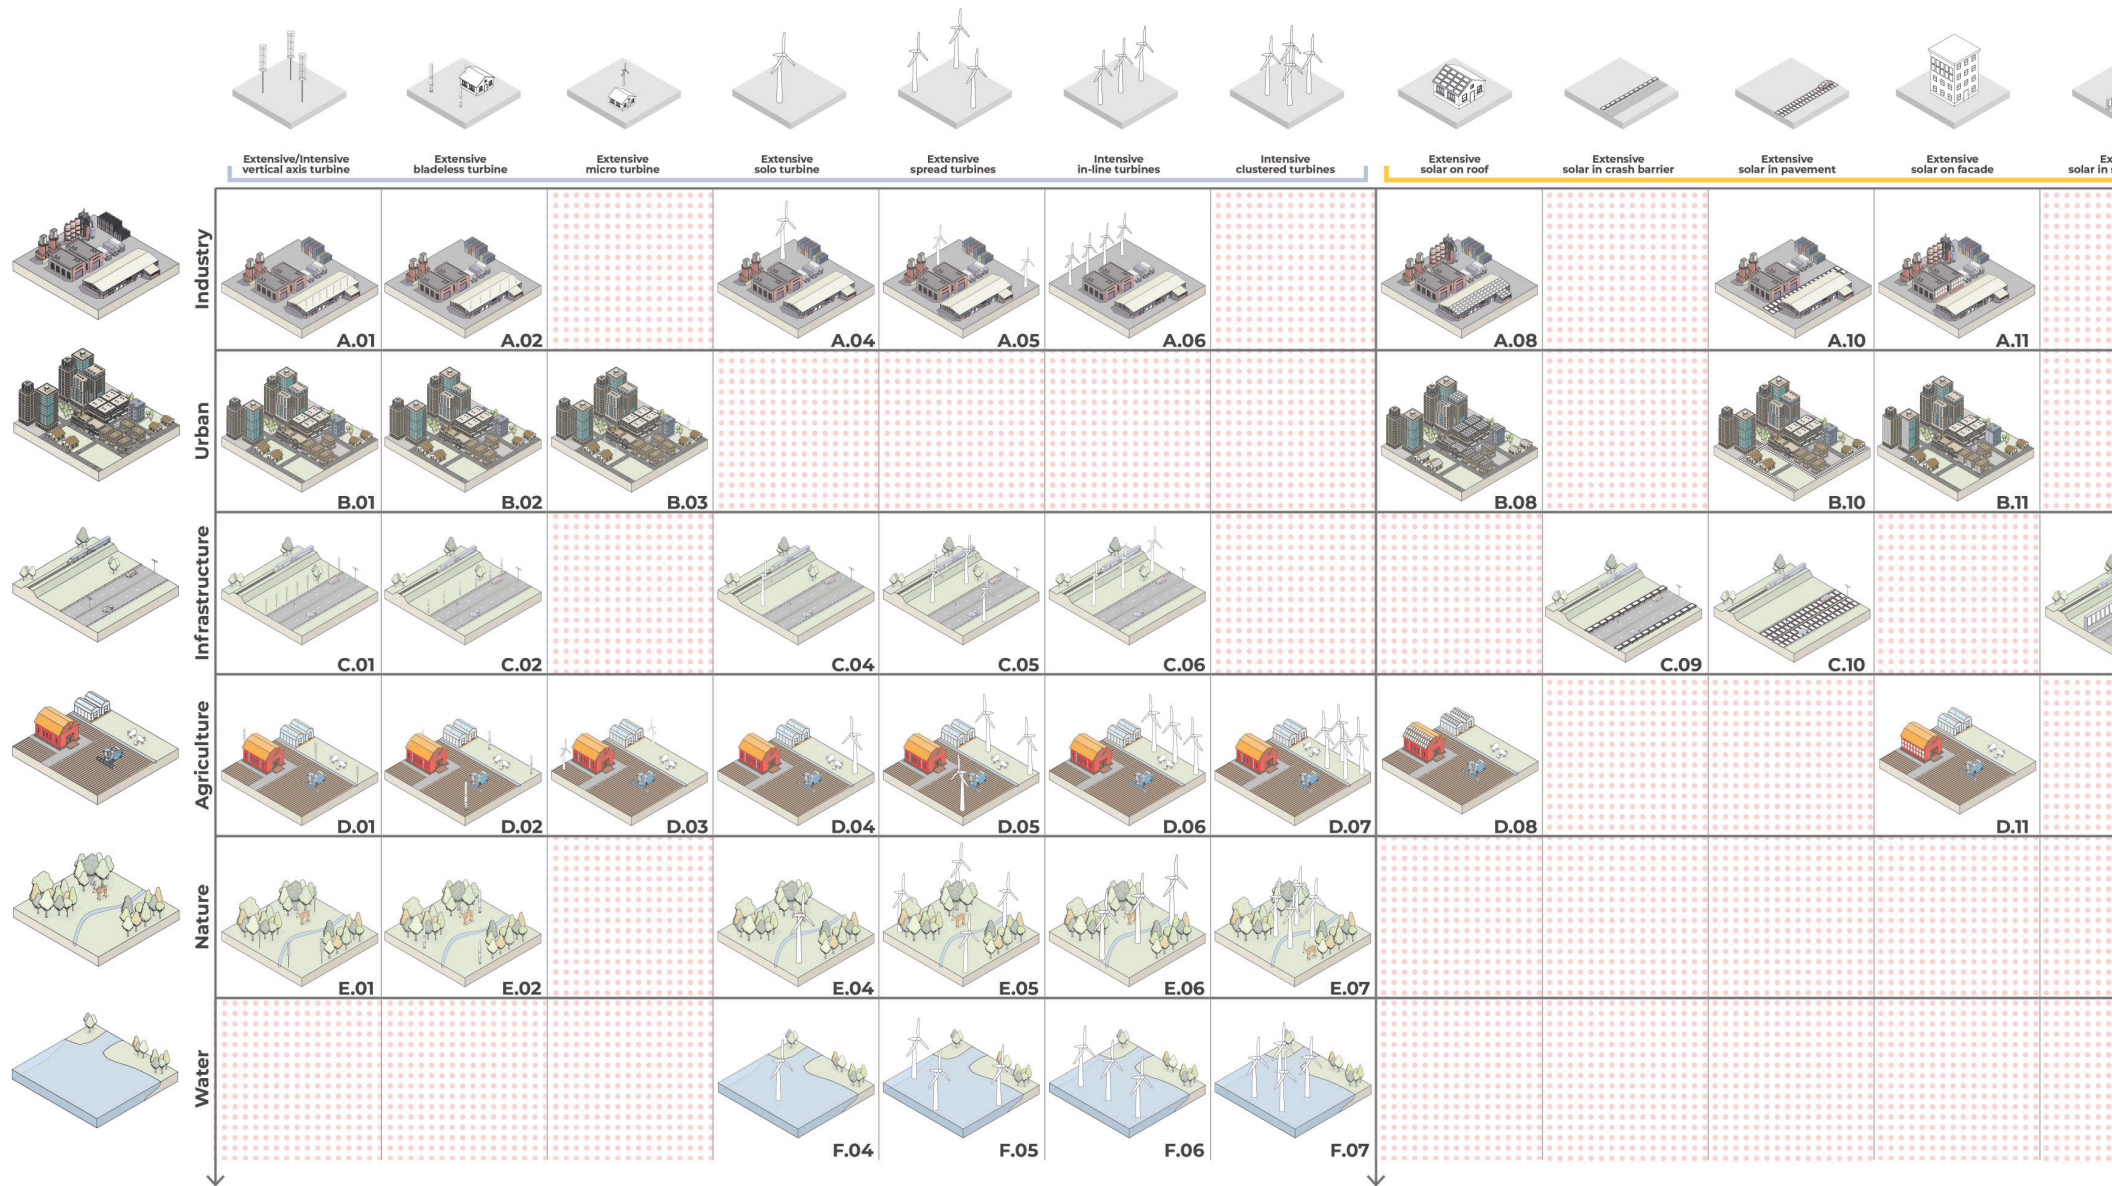 Extensive/Intensive
vertical axis turbine
Extensive
bladeless turbine
Extensive
micro turbine
Extensive
solo turbine
Extensive
spread turbines
Intensive
in-line turbines
Intensive
clustered turbines
Extensive
solar on roof
Extensive
solar in crash barrier
Extensive
solar in pavement
Extensive
solar on facade
Ex
solar in s
Industry
A.01
A.02
A.04
A.05
A.06
A.08
A.10
A.11
Urban
B.01
B.02
B.03
B.08
B.10
B.11
Infrastructure
C.01
C.02
C.04
C.05
C.06
C.09
C.10
Agriculture
D.01
D.02
D.03
D.04
D.05
D.06
D.07
D.08
D.11
Nature
E.01
E.02
E.04
E.05
E.06
E.07
Water
F.04
F.05
F.06
F.07